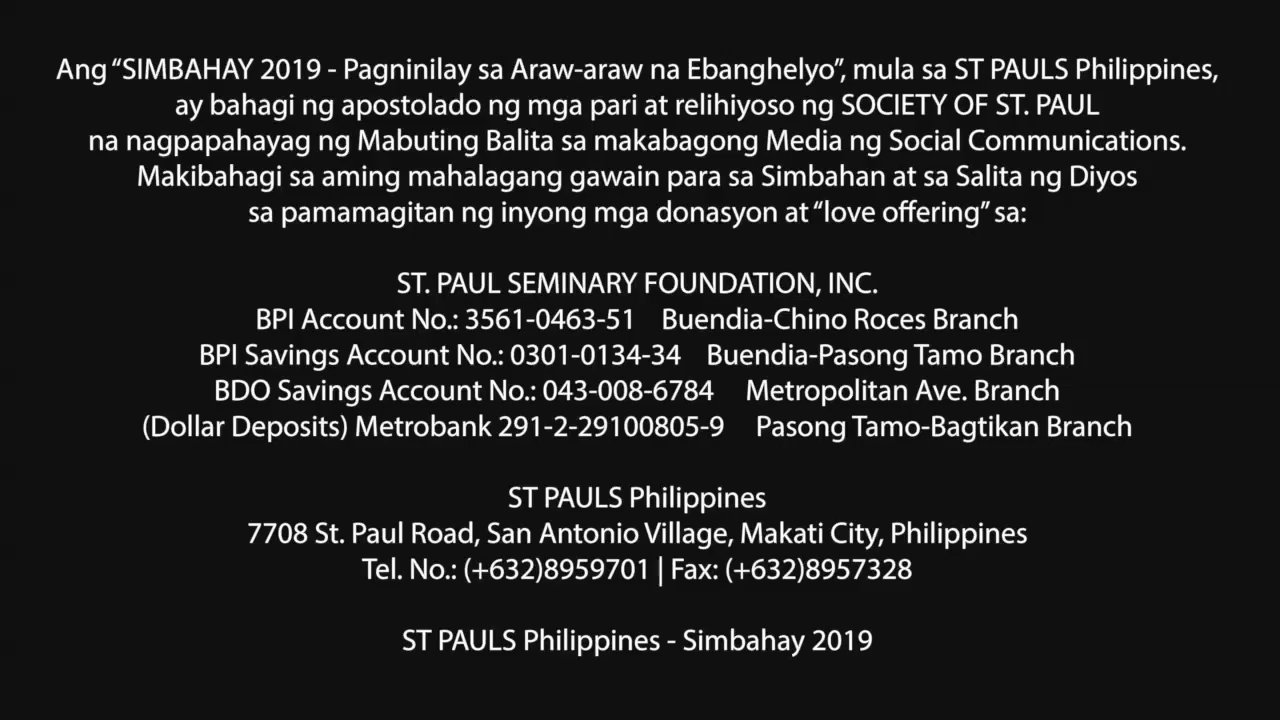 Ang “SIMBAHAY 2019 - Pagninilay sa Araw-araw na Ebanghelyo”, mula sa ST PAULS Philippines,
ay bahagi ng apostolado ng mga pari at relihiyoso ng SOCIETY OF ST. PAUL
na nagpapahayag ng Mabuting Balita sa makabagong Media ng Social Communications.
Makibahagi sa aming mahalagang gawain para sa Simbahan at sa Salita ng Diyos
sa pamamagitan ng inyong mga donasyon at “love offering” sa:
ST. PAUL SEMINARY FOUNDATION, INC.
BPI Account No.: 3561-0463-51 Buendia-Chino Roces Branch
BPI Savings Account No.: 0301-0134-34 Buendia-Pasong Tamo Branch
BDO Savings Account No.: 043-008-6784 Metropolitan Ave. Branch
(Dollar Deposits) Metrobank 291-2-29100805-9 Pasong Tamo-Bagtikan Branch
ST PAULS Philippines
7708 St. Paul Road, San Antonio Village, Makati City, Philippines
Tel. No.: (+632)8959701 | Fax: (+632)8957328
ST PAULS Philippines - Simbahay 2019